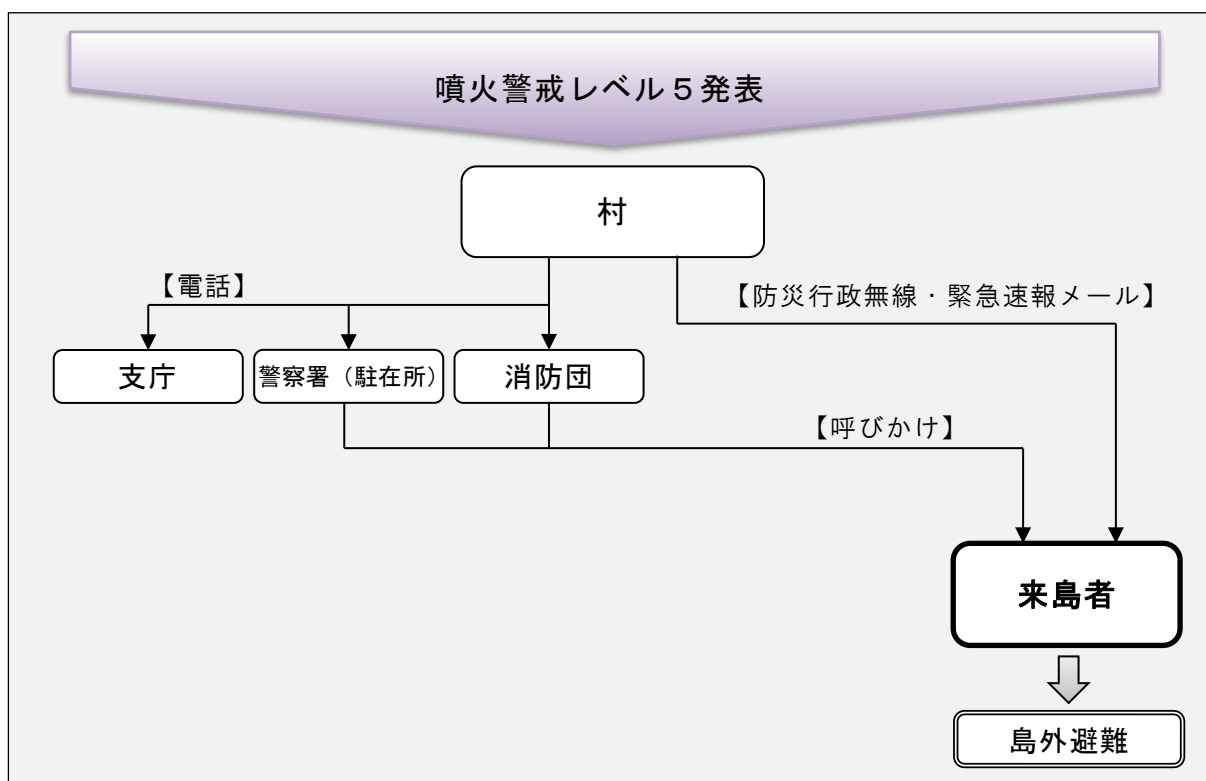 噴火警戒レベル５発表
村
【電話】
【防災行政無線・緊急速報メール】
支庁
警察署（駐在所）
消防団
【呼びかけ】
来島者
島外避難